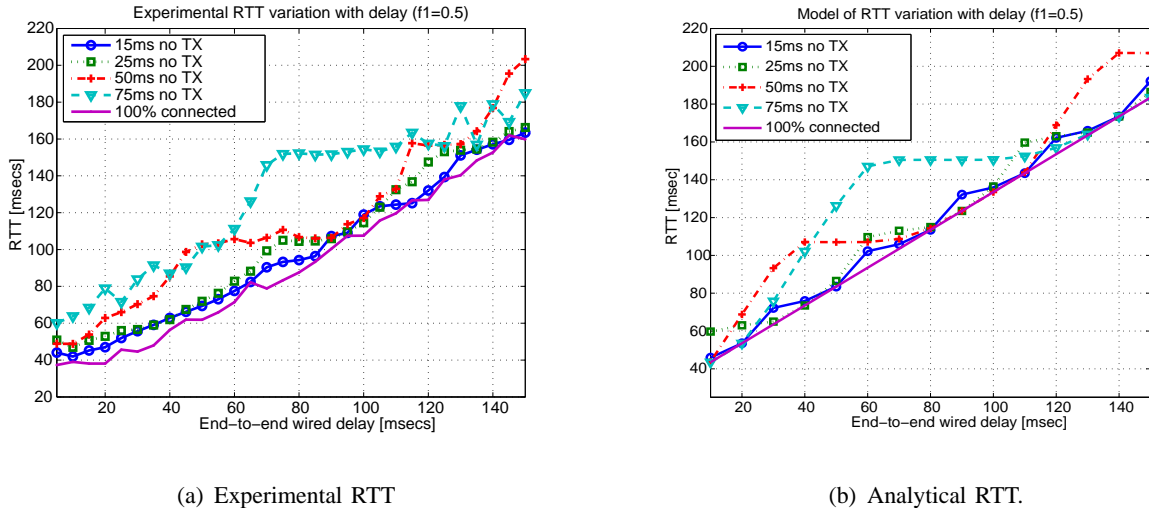 Experimental RTT variation with delay (f1=0.5)
220
200
180
160
140
120
100
80
60
40
20
RTT [msecs]
15ms no TX
25ms no TX
50ms no TX
75ms no TX
100% connected
20 40 60 80 100 120 140
End−to−end wired delay [msecs]
(a) Experimental RTT
Model of RTT variation with delay (f1=0.5)
220
200
180
160
140
120
100
80
60
40
RTT [msec]
15ms no TX
25ms no TX
50ms no TX
75ms no TX
100% connected
20 40 60 80 100 120 140
End−to−end wired delay [msec]
(b) Analytical RTT.